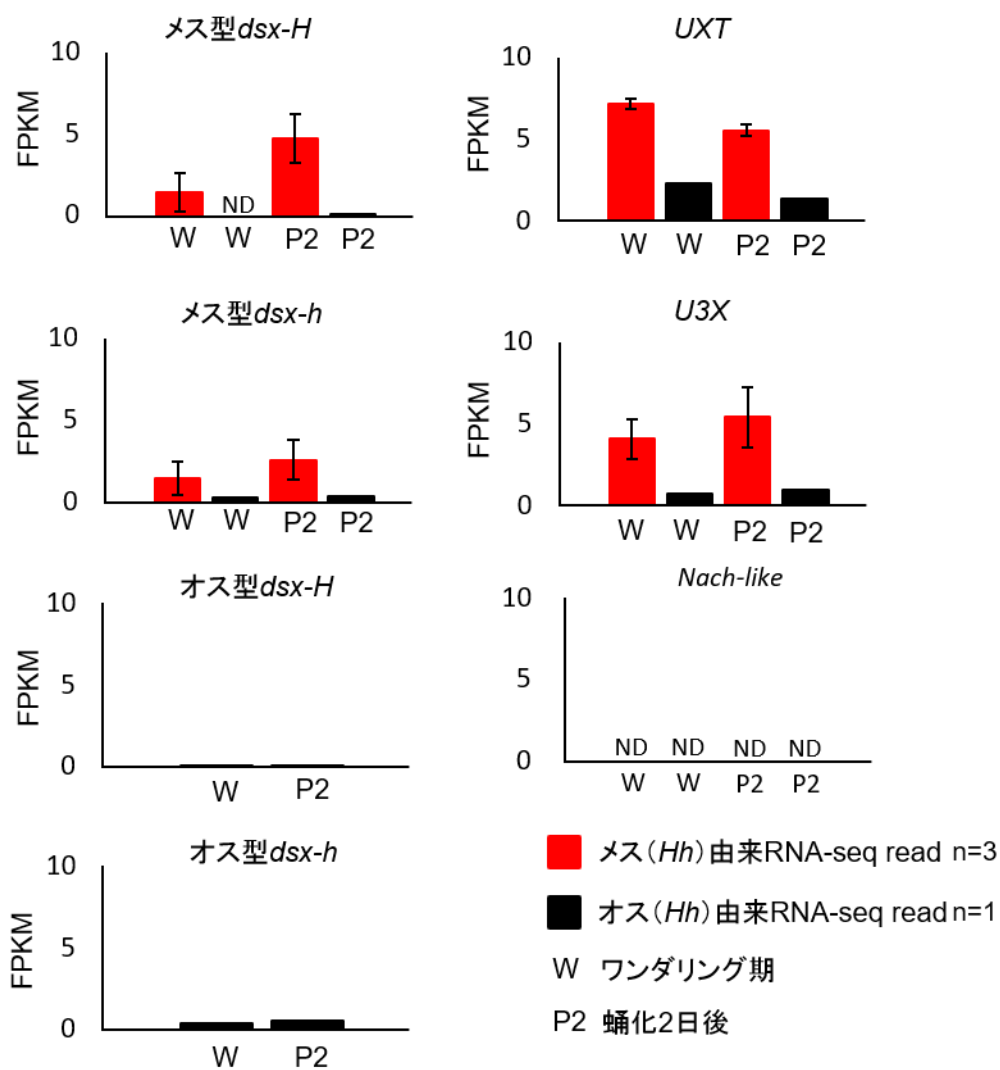 メス型dsx-H
10
5
0
FPKM
ND
W W P2 P2
UXT
10
5
0
FPKM
W W P2 P2
メス型dsx-h
10
5
0
FPKM
W W P2 P2
U3X
10
5
0
FPKM
W W P2 P2
オス型dsx-H
10
5
0
FPKM
W P2
Nach-like
10
5
0
FPKM
ND ND ND ND
W W P2 P2
オス型dsx-h
10
5
0
FPKM
W P2
メス(Hh)由来RNA-seq read n=3
オス(Hh)由来RNA-seq read n=1
W ワンダリング期
P2 蛹化2日後